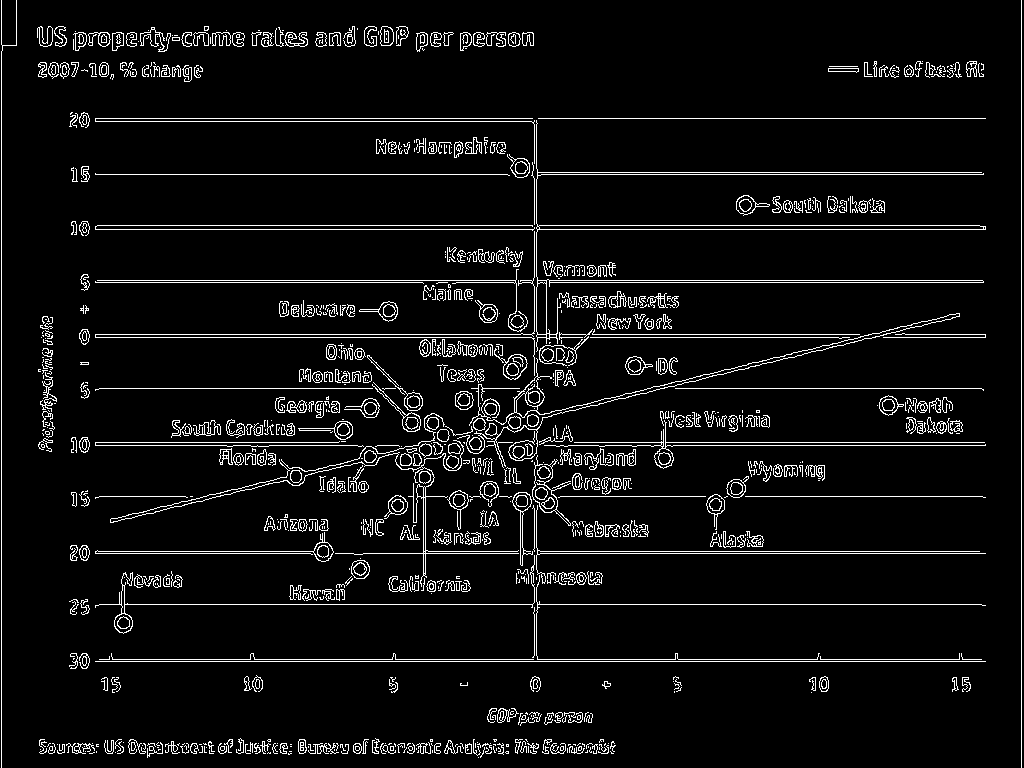 US property-crime rates and GDP per person
2007-10, % change
Line of best fit
20
New Hampshire
15
South Dakota
10
Kentucky
Vermont
5
Maine
Massachusetts
Delaware
+
New York
0
Ohio
Oklahoma
–
Montana
Texas
PA
DC
5
Georgia
North
Dakota
South Carolina
West Virginia
10
LA
Florida
WI
Maryland
Idaho
IL
Wyoming
Oregon
15
Arizona
NC
AL
Kansas
IA
Nebraska
Alaska
20
Nevada
Hawaii
California
Minnesota
25
30
Property-crime rate
15 10 5 – 0 + 5 10 15
GDP per person
Sources: US Department of Justice; Bureau of Economic Analysis; The Economist